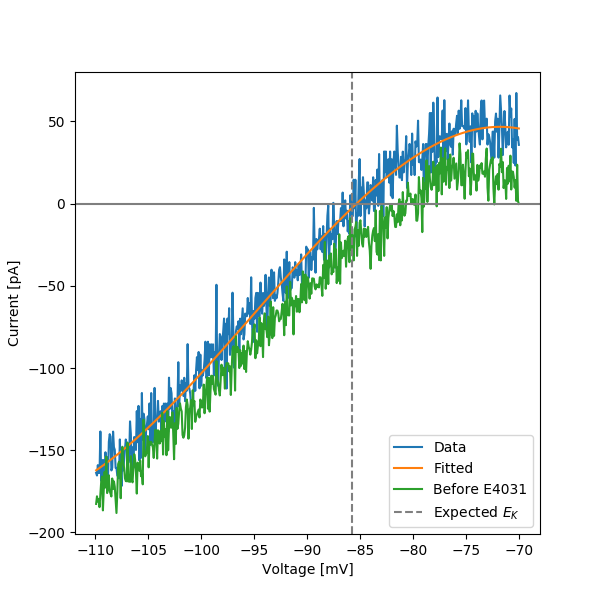 Current [pA]
50
0
−50
−100
−150
−200
−110 −105 −100 −95 −90 −85 −80 −75 −70
Voltage [mV]
Data
Fitted
Before E4031
Expected E_K